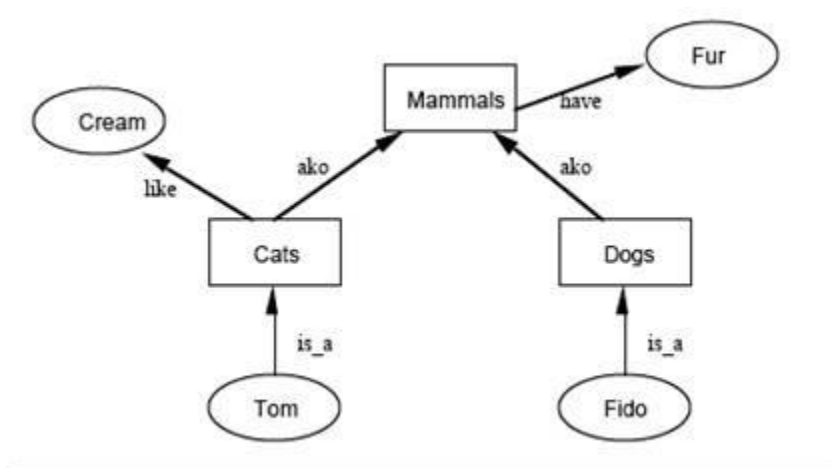 Fur
Mammals
have
Cream
ako
ako
like
Cats
Dogs
is_a
is_a
Tom
Fido